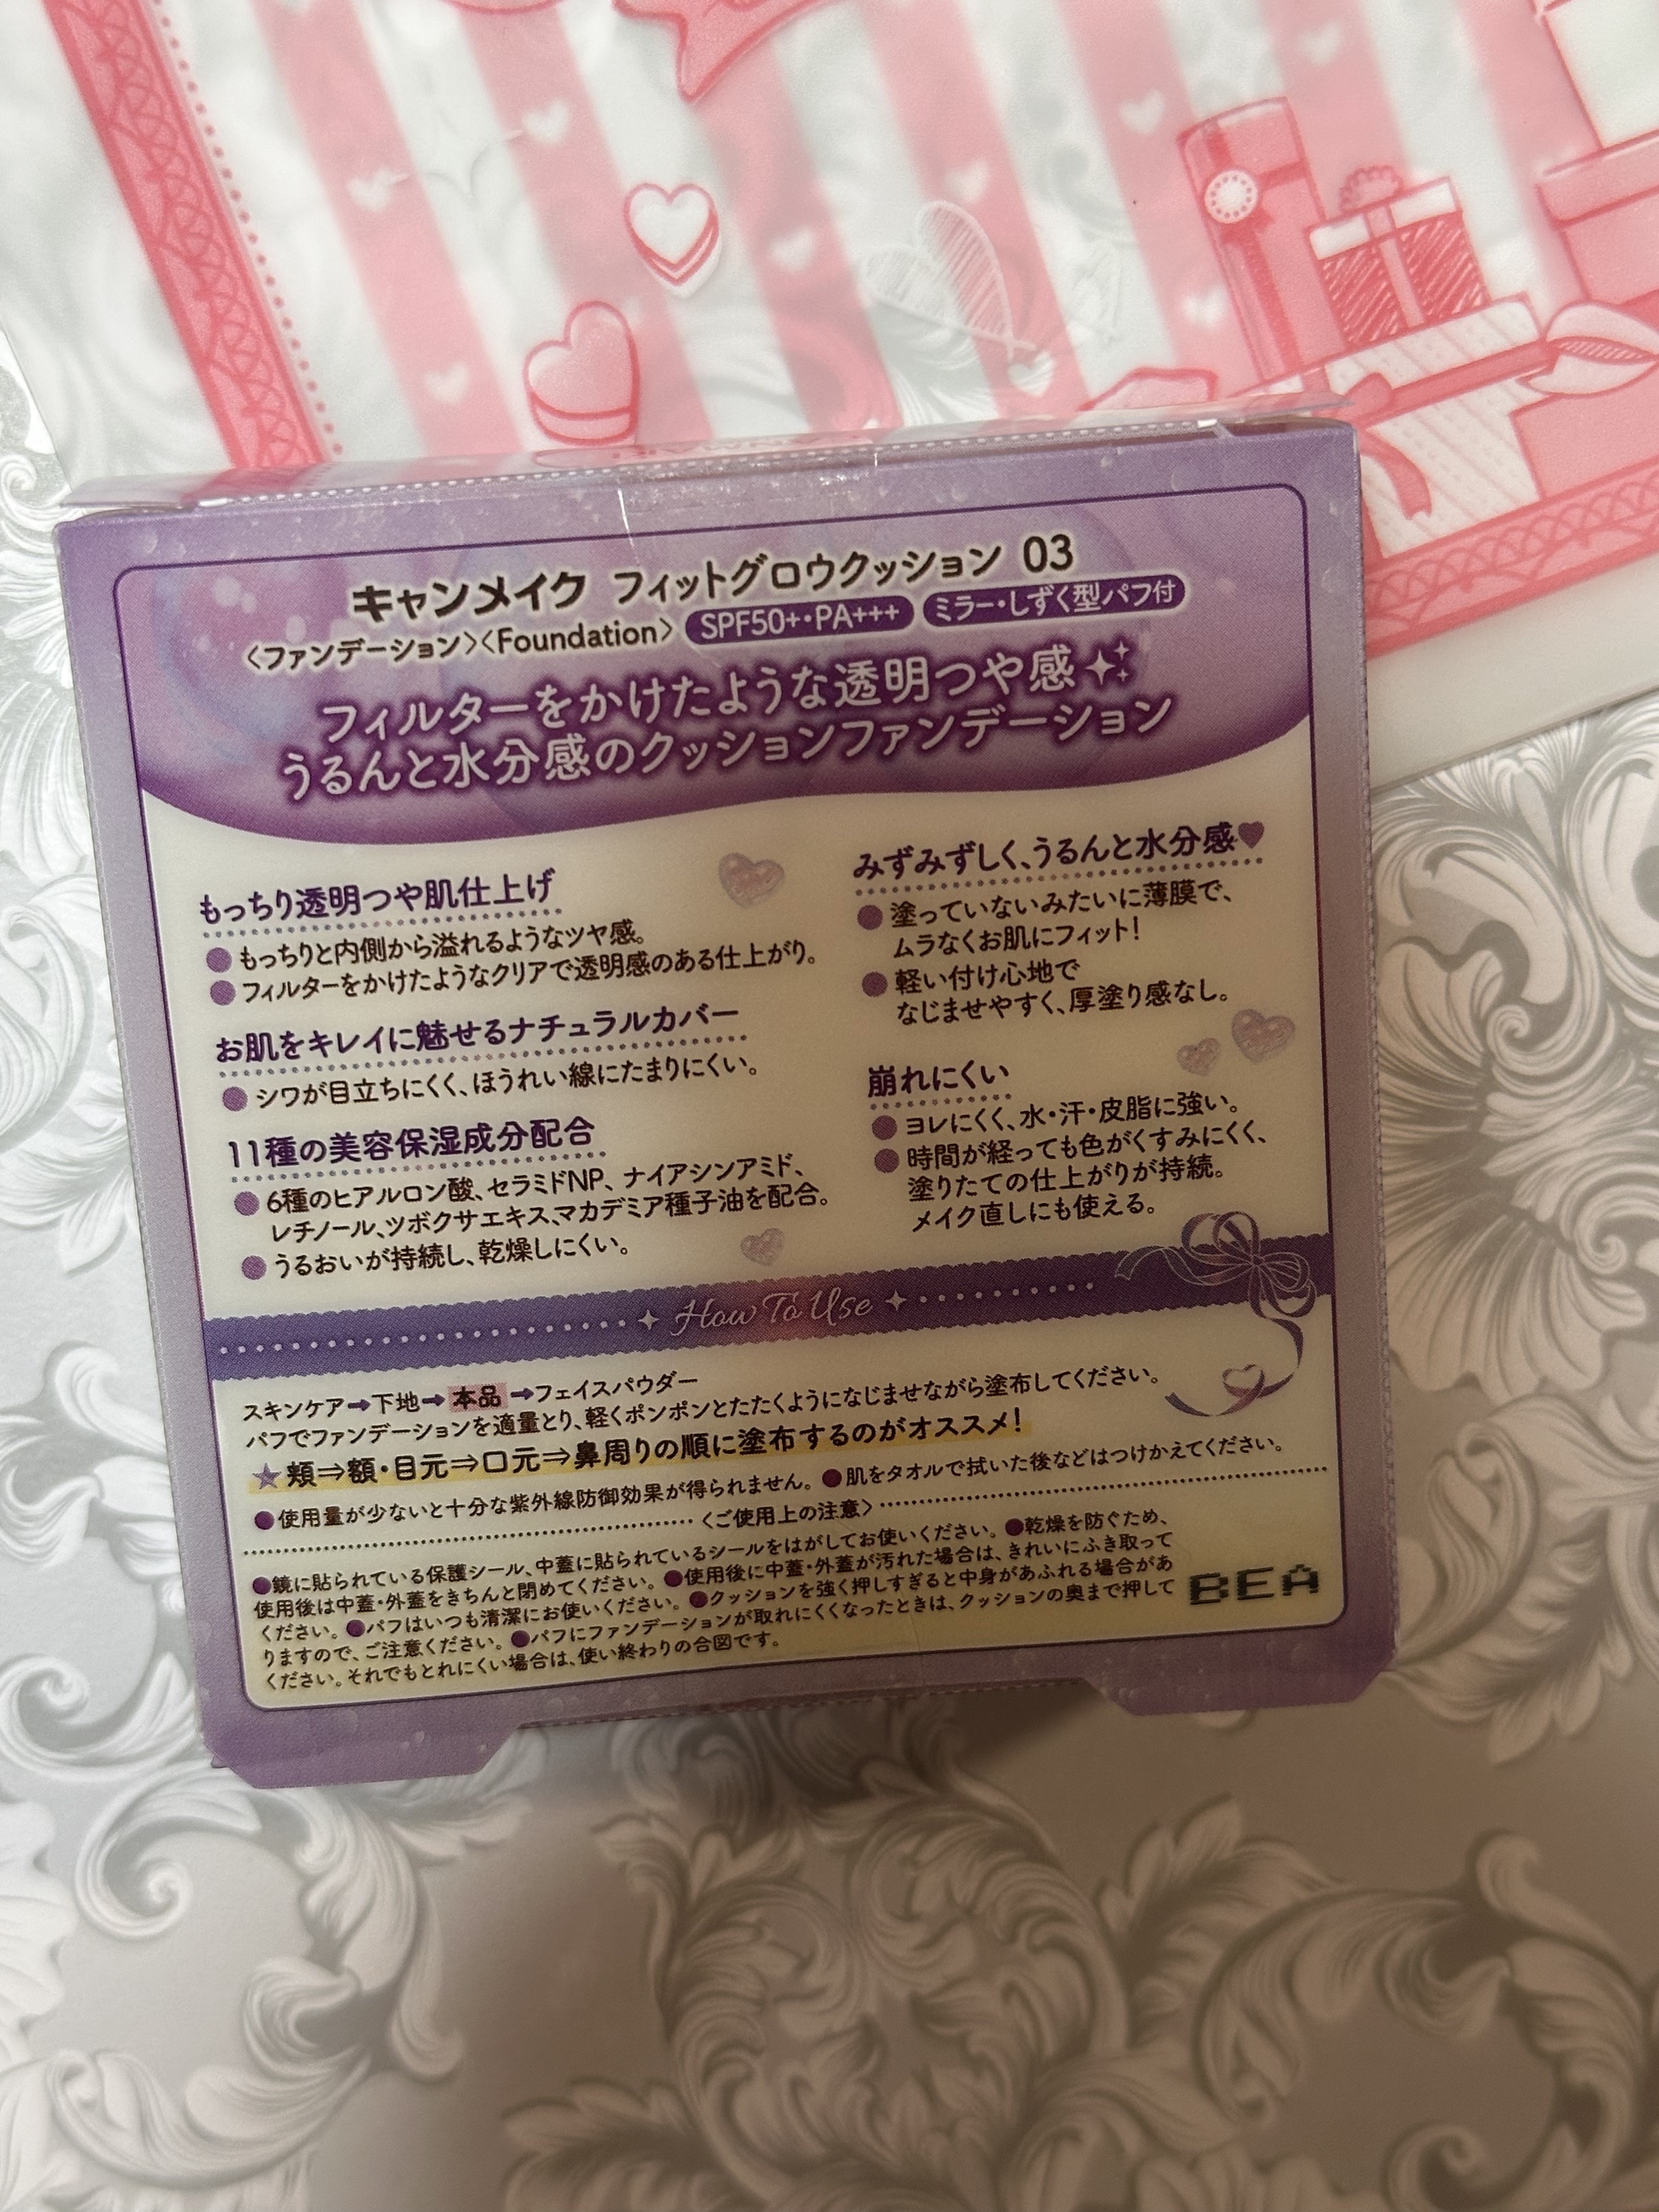 キャンメイク フィットグロウクッション 03
〈ファンデーション〉〈Foundation〉 SPF50+・PA+++ ミラー・しずく型パフ付
フィルターをかけたような透明つや感
うるんと水分感のクッションファンデーション
もっちり透明つや肌仕上げ
●もっちりと内側から溢れるようなツヤ感。
●フィルターをかけたようなクリアで透明感のある仕上がり。
お肌をキレイに魅せるナチュラルカバー
●シワが目立ちにくく、ほうれい線にたまりにくい。
11種の美容保湿成分配合
●6種のヒアルロン酸、セラミドNP、ナイアシンアミド、
レチノール、ツボクサエキス、マカデミア種子油を配合。
●うるおいが持続し、乾燥しにくい。
みずみずしく、うるんと水分感♥
●塗っていないみたいに薄膜で、
ムラなくお肌にフィット!
●軽い付け心地で
なじませやすく、厚塗り感なし。
崩れにくい
●ヨレにくく、水・汗・皮脂に強い。
●時間が経っても色がくすみにくく、
塗りたての仕上がりが持続。
メイク直しにも使える。
How To Use
スキンケア➡下地➡本品➡フェイスパウダー
パフでファンデーションを適量とり、軽くポンポンとたたくようになじませながら塗布してください。
★頬⇒額・目元⇒口元⇒鼻周りの順に塗布するのがオススメ!
●使用量が少ないと十分な紫外線防御効果が得られません。●肌をタオルで拭いた後などはつけかえてください。
〈ご使用上の注意〉
●鏡に貼られている保護シール、中蓋に貼られているシールをはがしてお使いください。●乾燥を防ぐため、
使用後は中蓋・外蓋をきちんと閉めてください。●使用後に中蓋・外蓋が汚れた場合は、きれいにふき取って
ください。●パフはいつも清潔にお使いください。●クッションを強く押しすぎると中身があふれる場合があ
りますので、ご注意ください。●パフにファンデーションが取れにくくなったときは、クッションの奥まで押して
ください。それでもとれにくい場合は、使い終わりの合図です。
BEA